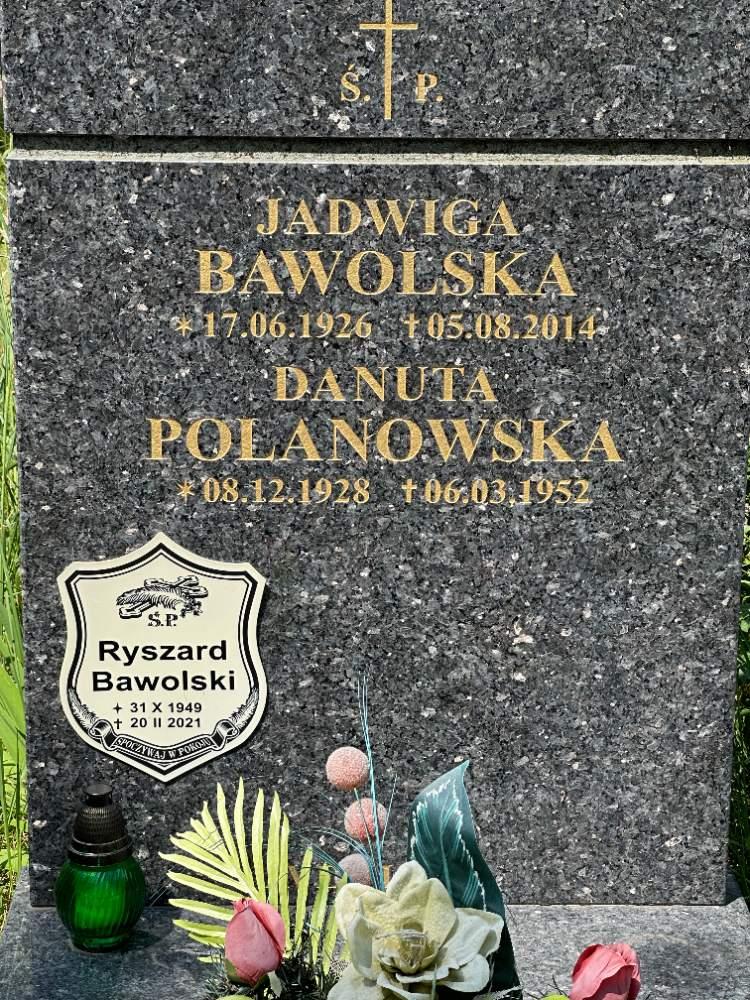 Ś. P.
JADWIGA
BAWOLSKA
* 17.06.1926 † 05.08.2014
DANUTA
POLANOWSKA
* 08.12.1928 † 06.03.1952
Ś.P.
Ryszard
Bawolski
+ 31 X 1949
† 20 II 2021
SPOCZYWAJ W POKOJU